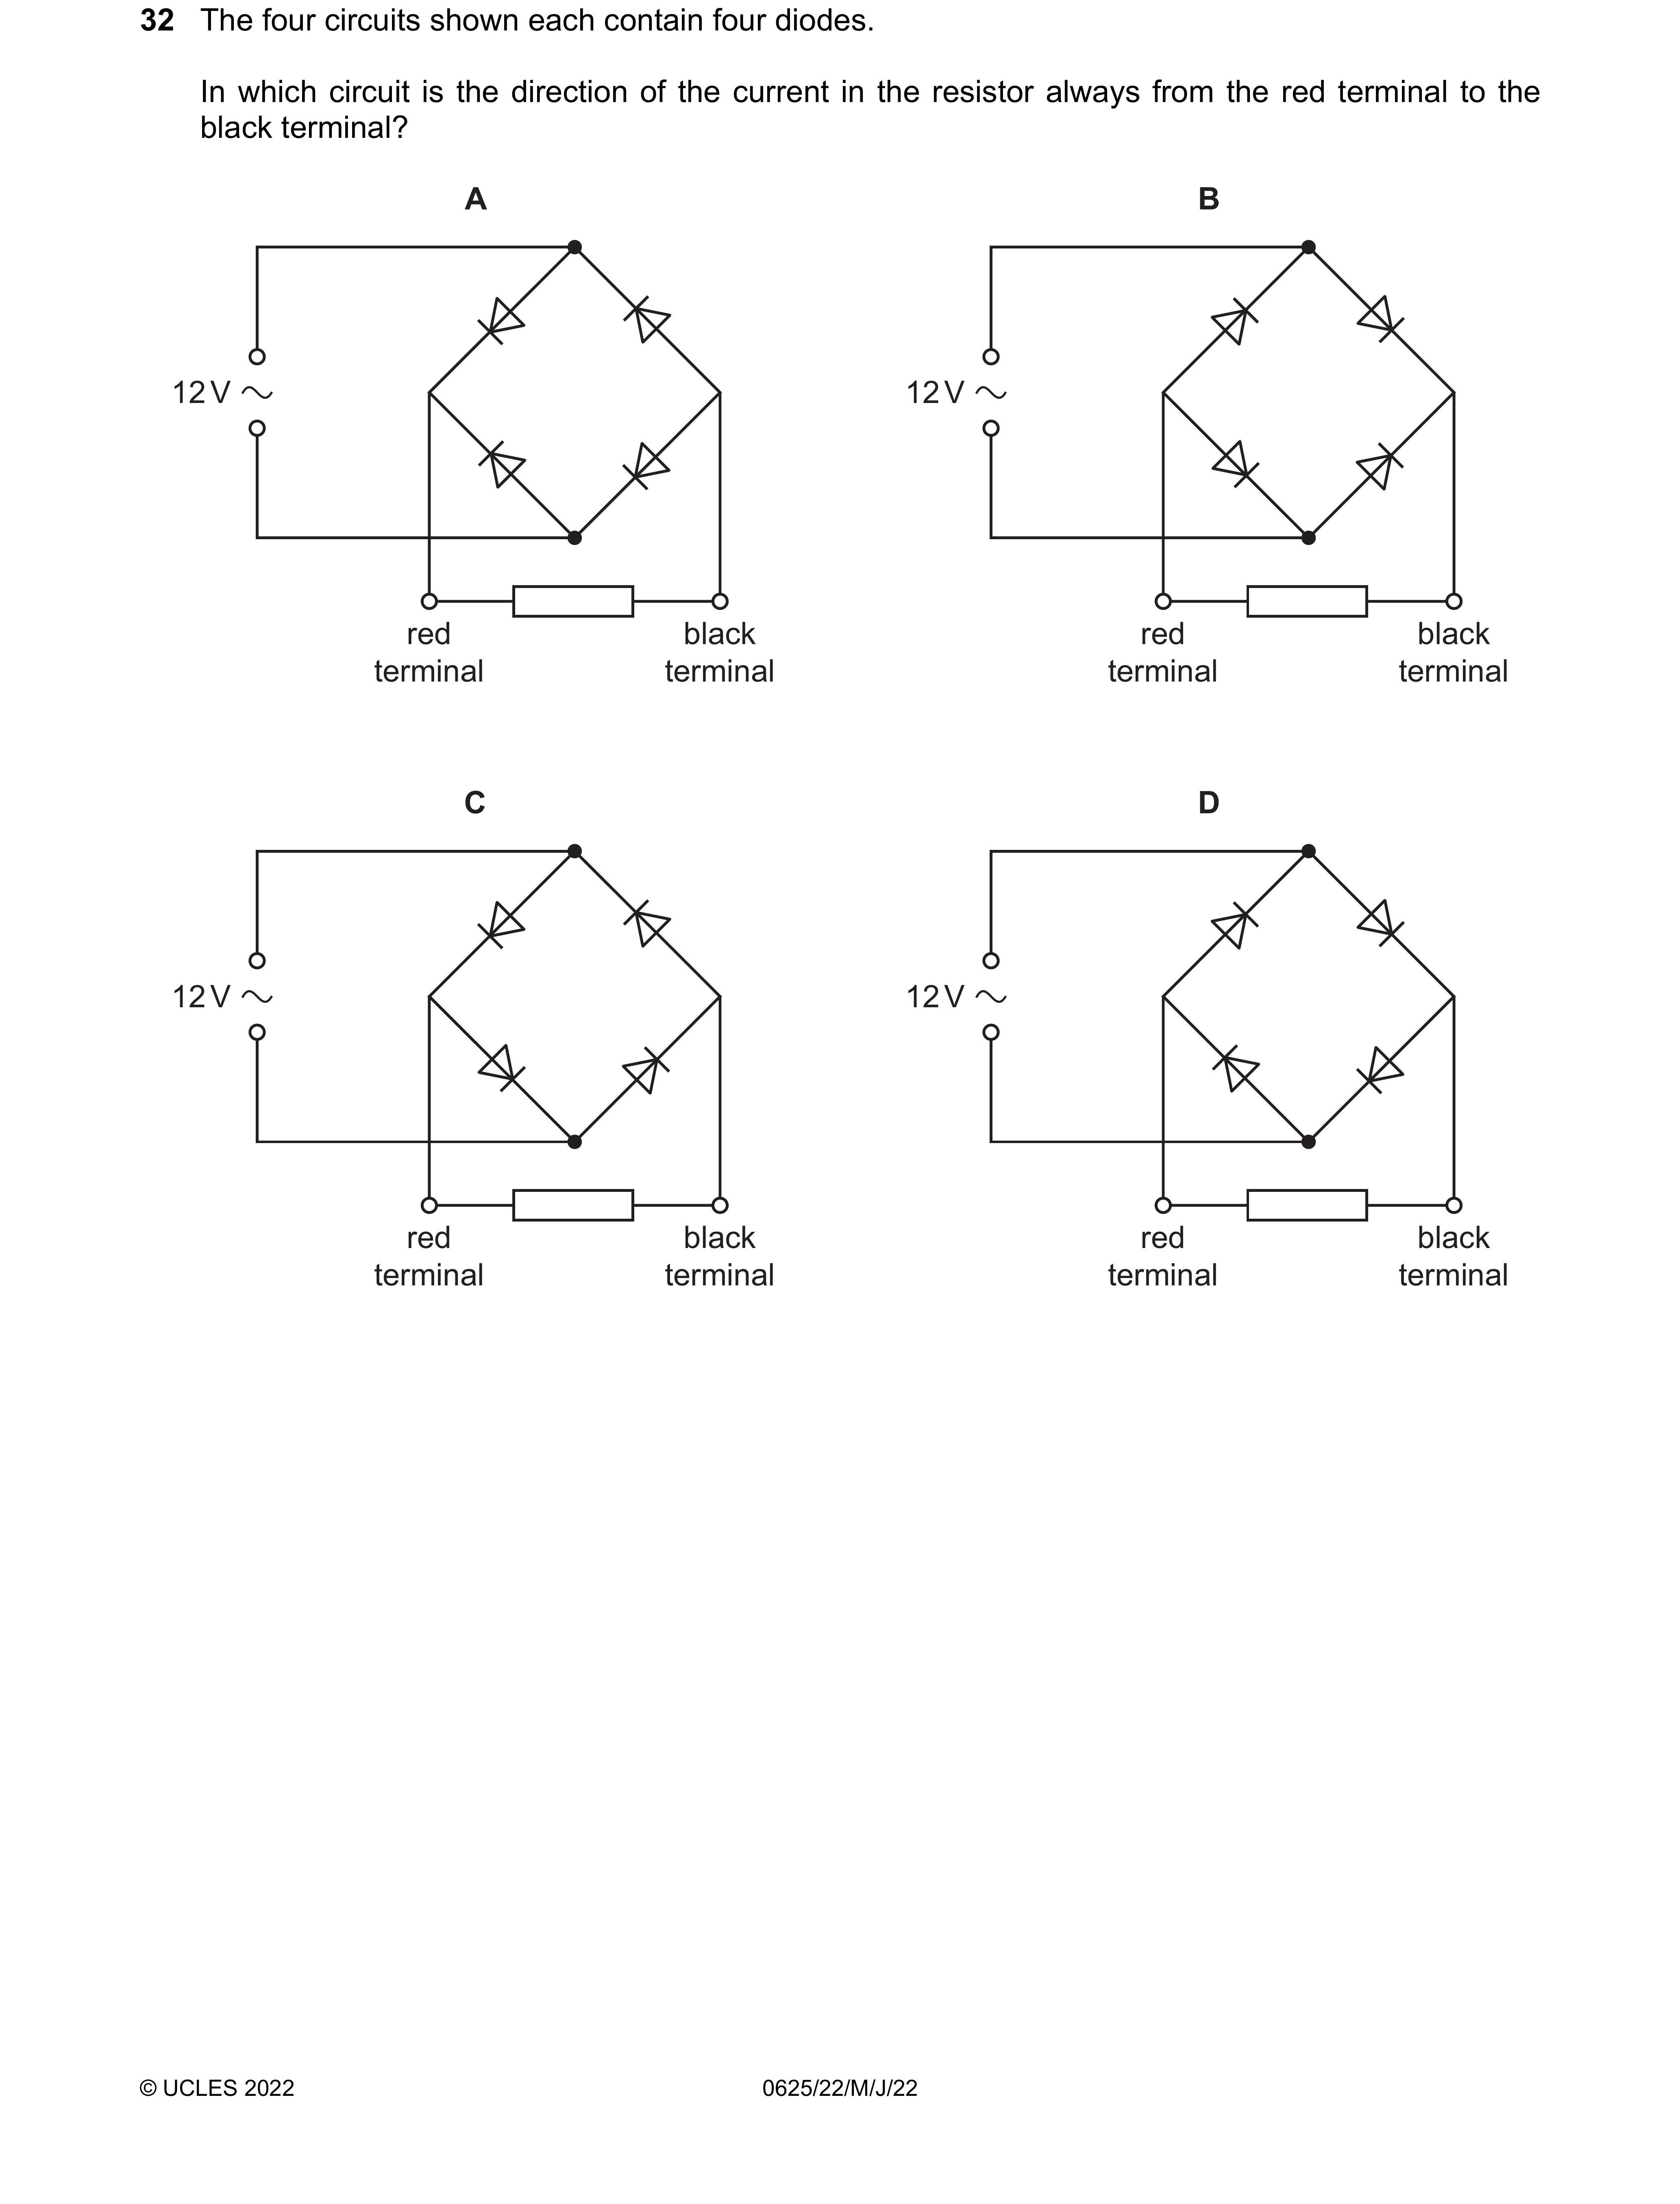 32 The four circuits shown each contain four diodes.
In which circuit is the direction of the current in the resistor always from the red terminal to the
black terminal?
A
12 V ~
red terminal
black terminal
B
12 V ~
red terminal
black terminal
C
12 V ~
red terminal
black terminal
D
12 V ~
red terminal
black terminal
© UCLES 2022
0625/22/M/J/22